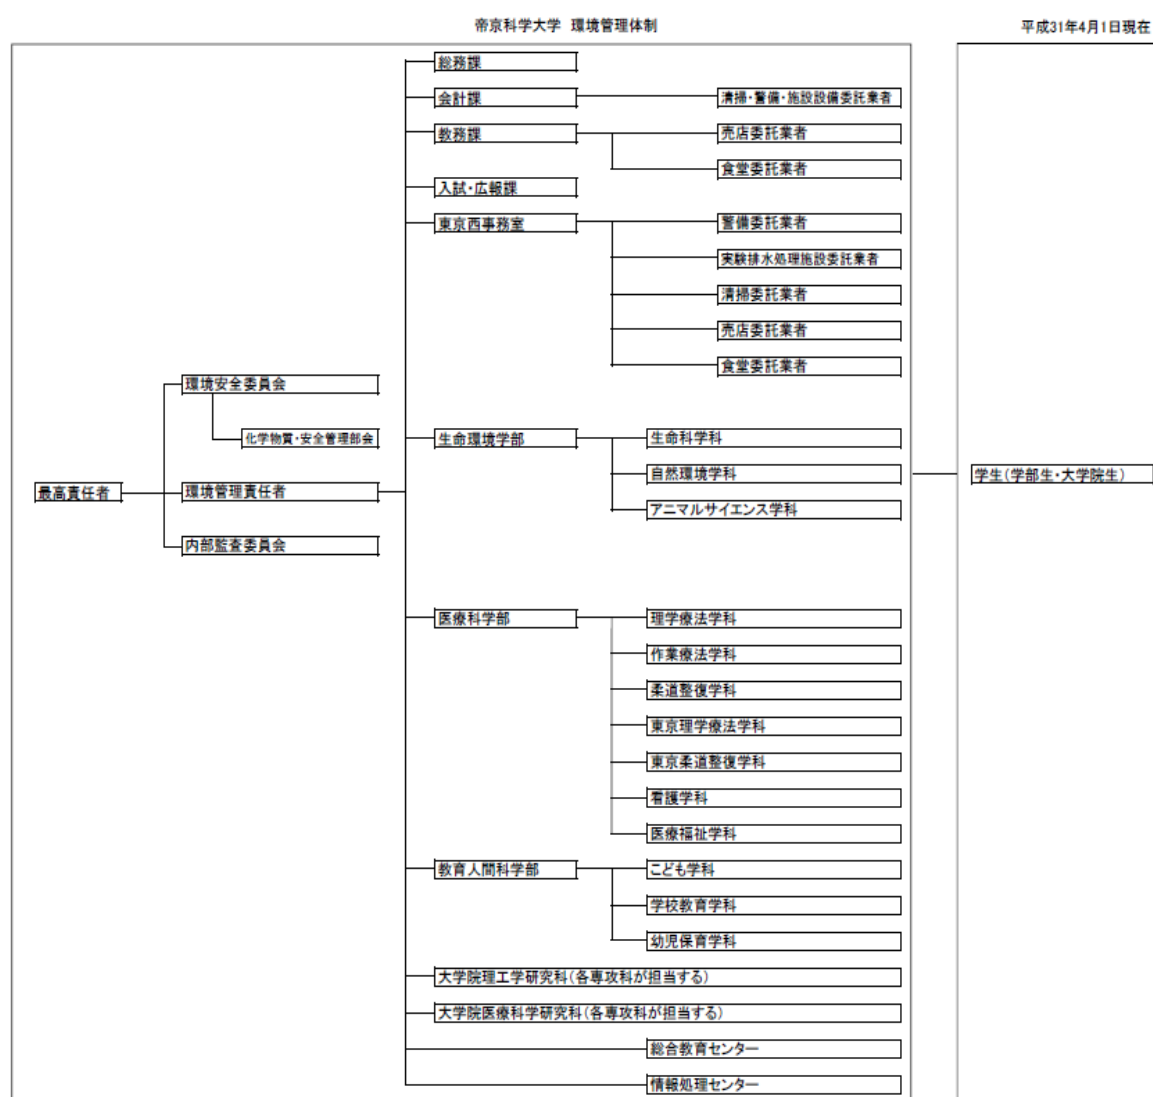 帝京科学大学 環境管理体制
平成31年4月1日現在
総務課
会計課
清掃・警備・施設設備委託業者
教務課
売店委託業者
食堂委託業者
入試・広報課
東京西事務室
警備委託業者
実験排水処理施設委託業者
清掃委託業者
売店委託業者
食堂委託業者
環境安全委員会
化学物質・安全管理部会
最高責任者
環境管理責任者
内部監査委員会
生命環境学部
生命科学科
自然環境学科
アニマルサイエンス学科
学生(学部生・大学院生)
医療科学部
理学療法学科
作業療法学科
柔道整復学科
東京理学療法学科
東京柔道整復学科
看護学科
医療福祉学科
教育人間科学部
こども学科
学校教育学科
幼児保育学科
大学院理工学研究科(各専攻科が担当する)
大学院医療科学研究科(各専攻科が担当する)
総合教育センター
情報処理センター